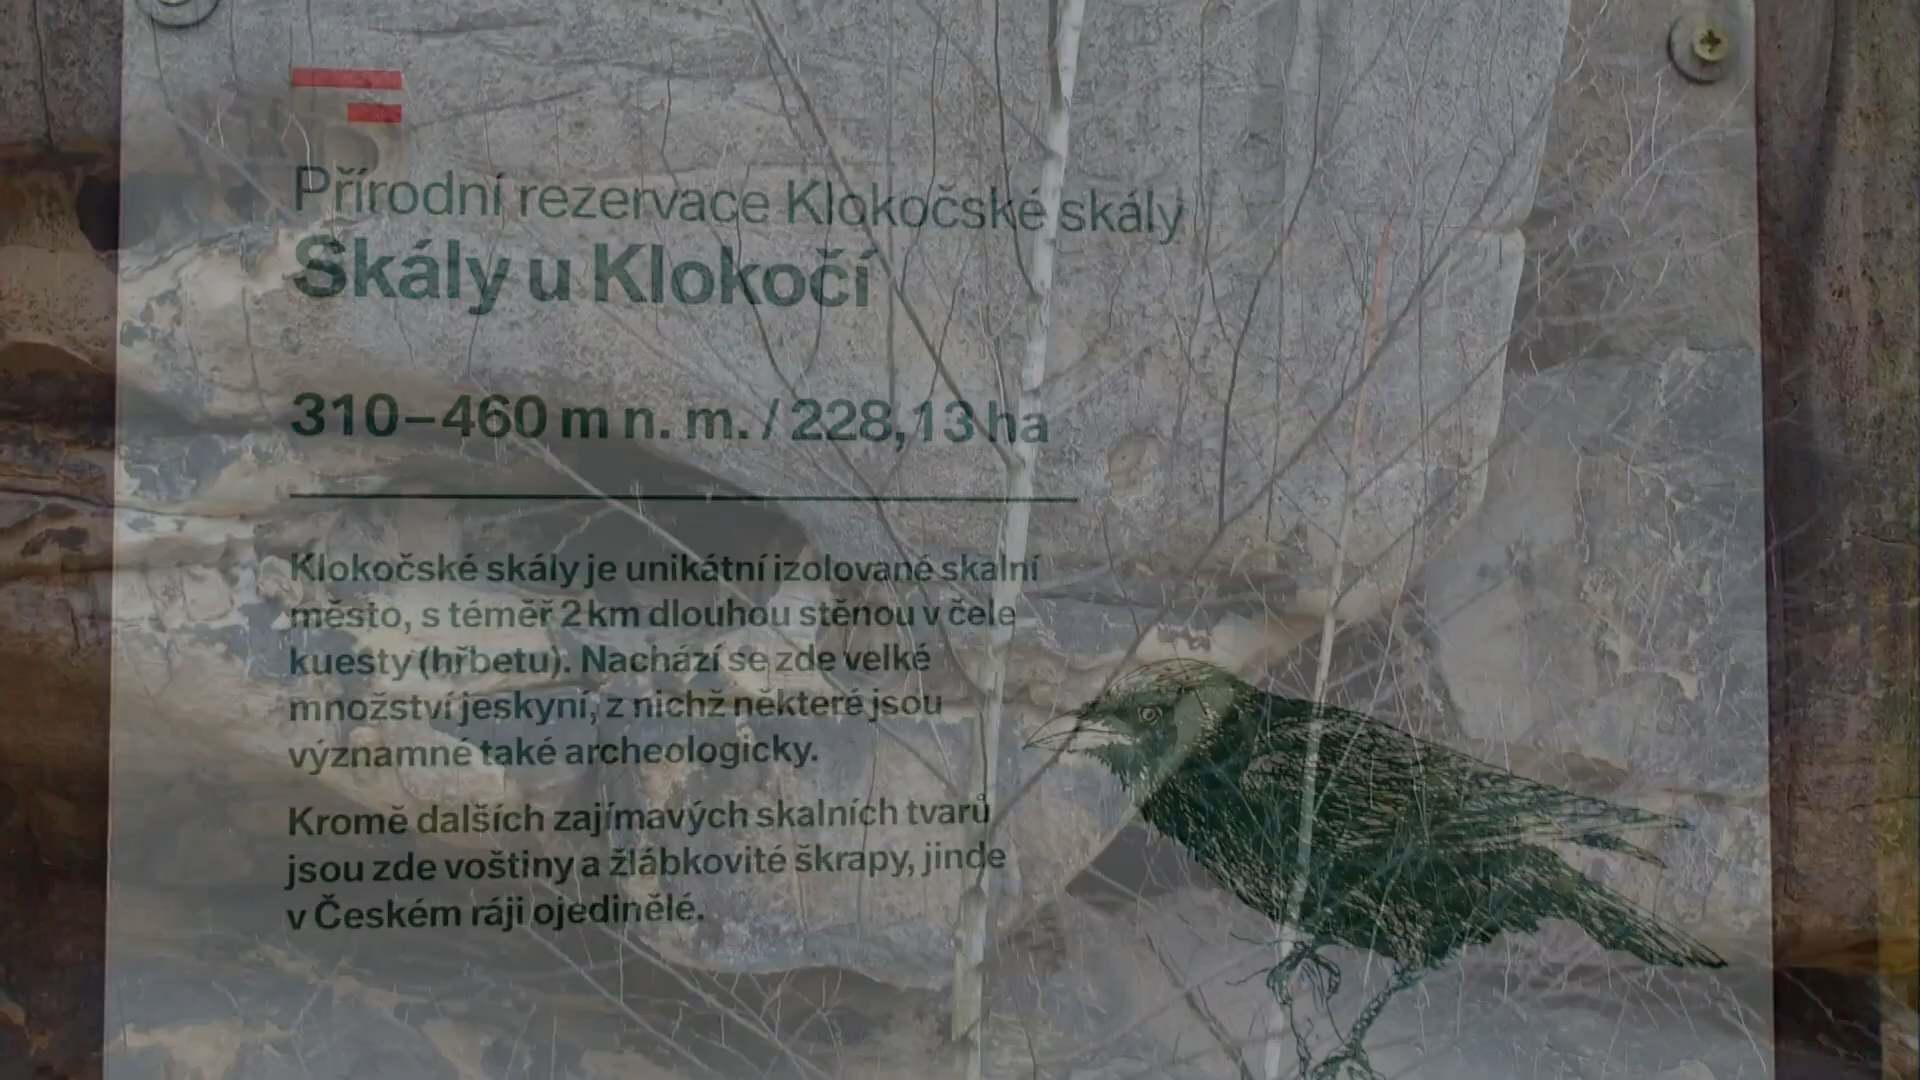 Přírodní rezervace Klokočské skály
Skály u Klokočí
310–460 m n. m. / 228,13 ha
Klokočské skály je unikátní izolované skalní
město, s téměř 2 km dlouhou stěnou v čele
kuesty (hřbetu). Nachází se zde velké
množství jeskyní, z nichž některé jsou
významné také archeologicky.
Kromě dalších zajímavých skalních tvarů
jsou zde voštiny a žlábkovité škrapy, jinde
v Českém ráji ojedinělé.